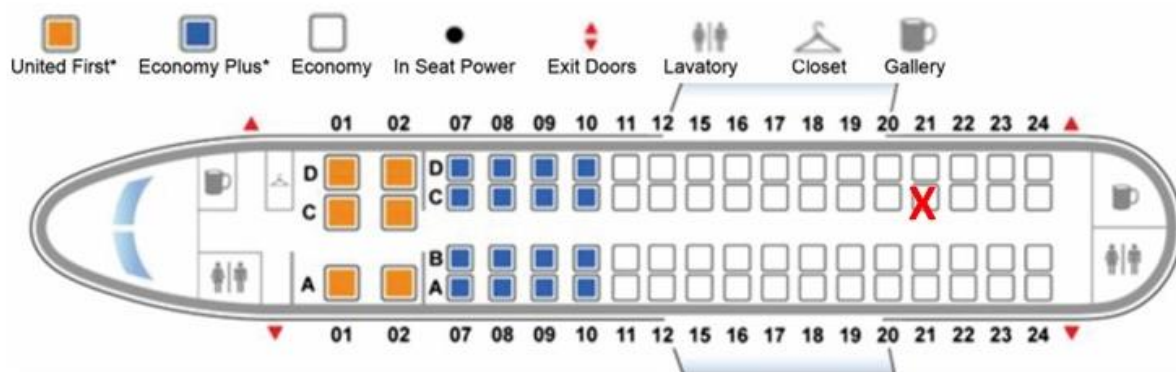 United First* Economy Plus* Economy In Seat Power Exit Doors Lavatory Closet Gallery
01 02 07 08 09 10 11 12 15 16 17 18 19 20 21 22 23 24
D D
C C
X
B
A A
01 02 07 08 09 10 11 12 15 16 17 18 19 20 21 22 23 24